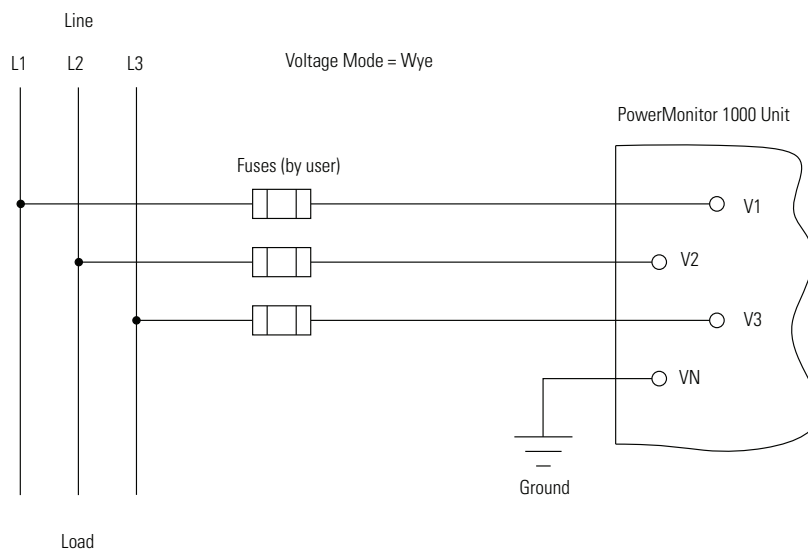 Line
L1 L2 L3 Voltage Mode = Wye
PowerMonitor 1000 Unit
Fuses (by user)
V1
V2
V3
VN
Ground
Load